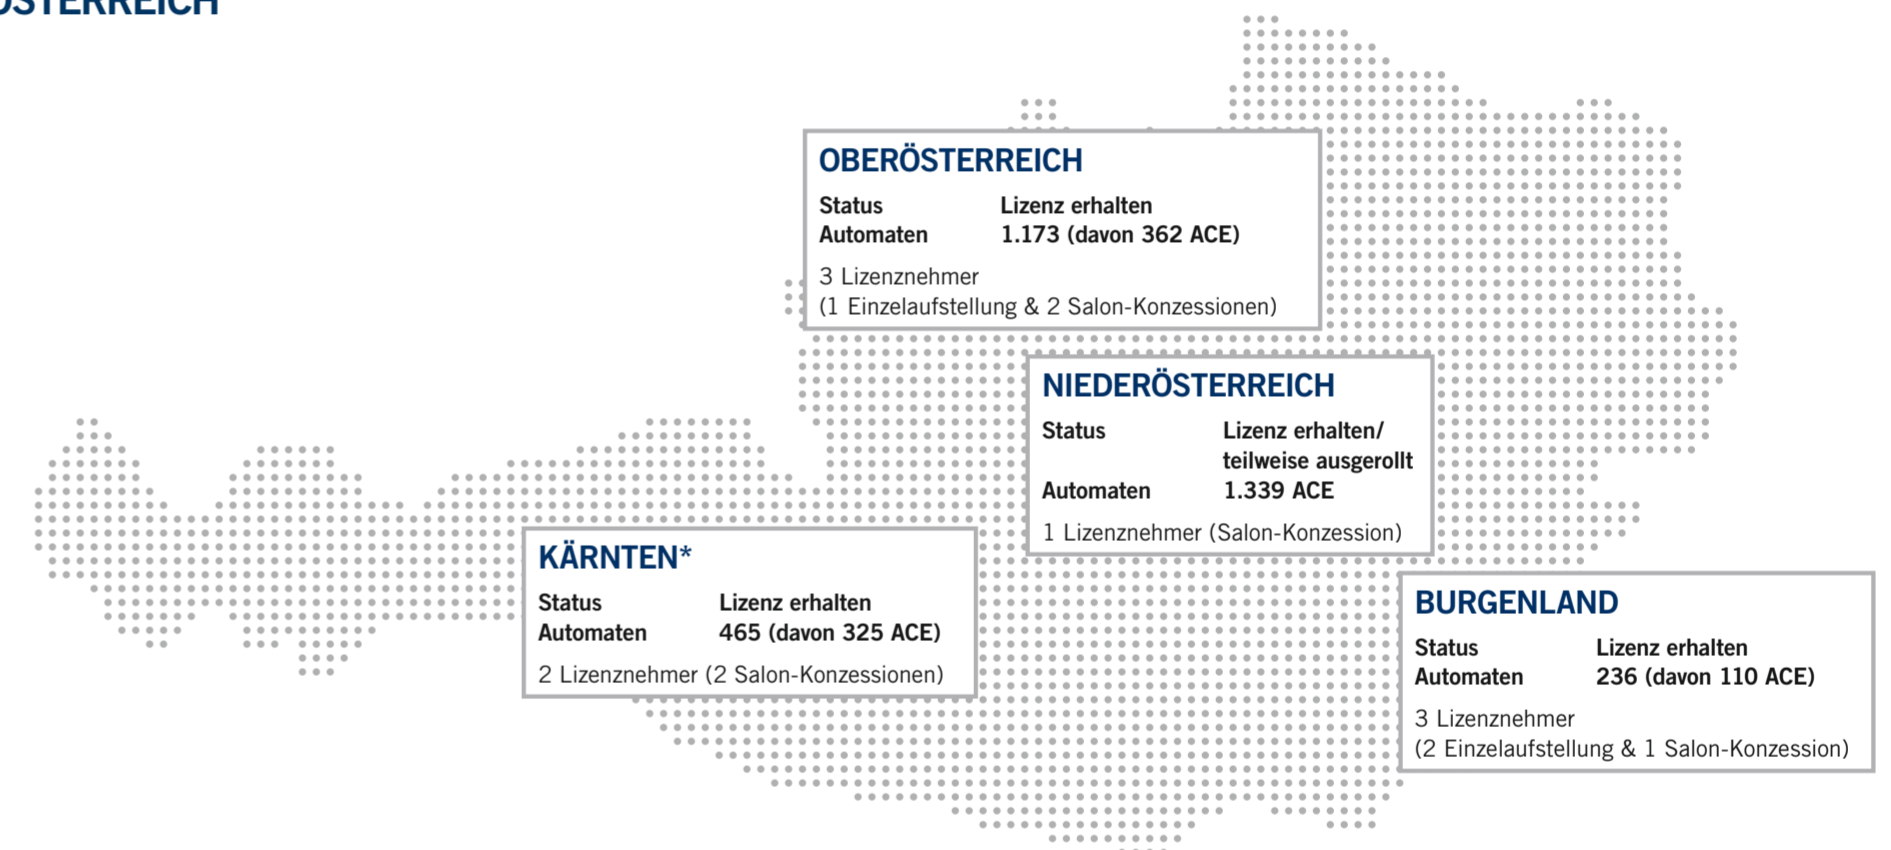 ÖSTERREICH
OBERÖSTERREICH
Status Lizenz erhalten
Automaten 1.173 (davon 362 ACE)
3 Lizenznehmer
(1 Einzelaufstellung & 2 Salon-Konzessionen)
NIEDERÖSTERREICH
Status Lizenz erhalten/
teilweise ausgerollt
Automaten 1.339 ACE
1 Lizenznehmer (Salon-Konzession)
KÄRNTEN*
Status Lizenz erhalten
Automaten 465 (davon 325 ACE)
2 Lizenznehmer (2 Salon-Konzessionen)
BURGENLAND
Status Lizenz erhalten
Automaten 236 (davon 110 ACE)
3 Lizenznehmer
(2 Einzelaufstellung & 1 Salon-Konzession)